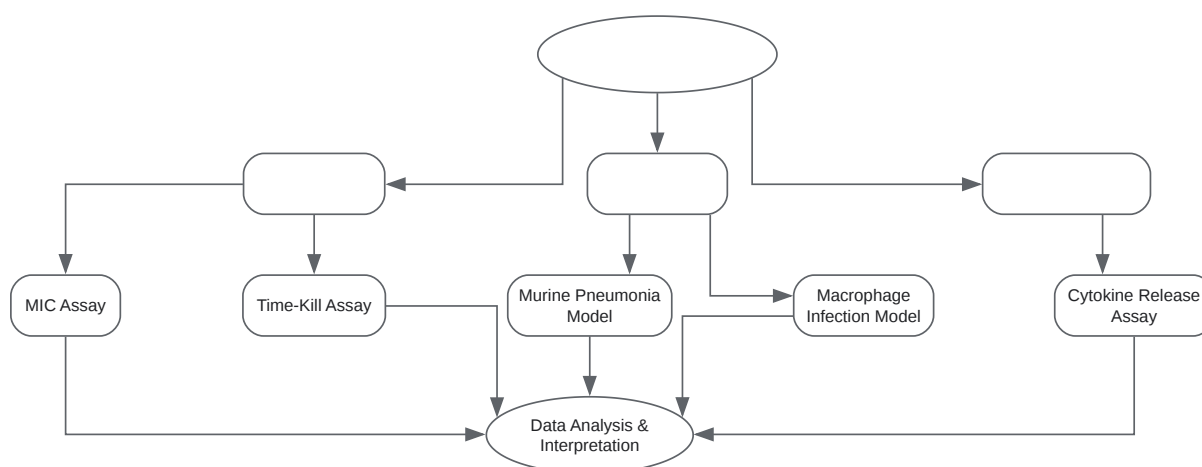 MIC Assay
Time-Kill Assay
Murine Pneumonia
Model
Macrophage
Infection Model
Cytokine Release
Assay
Data Analysis &
Interpretation